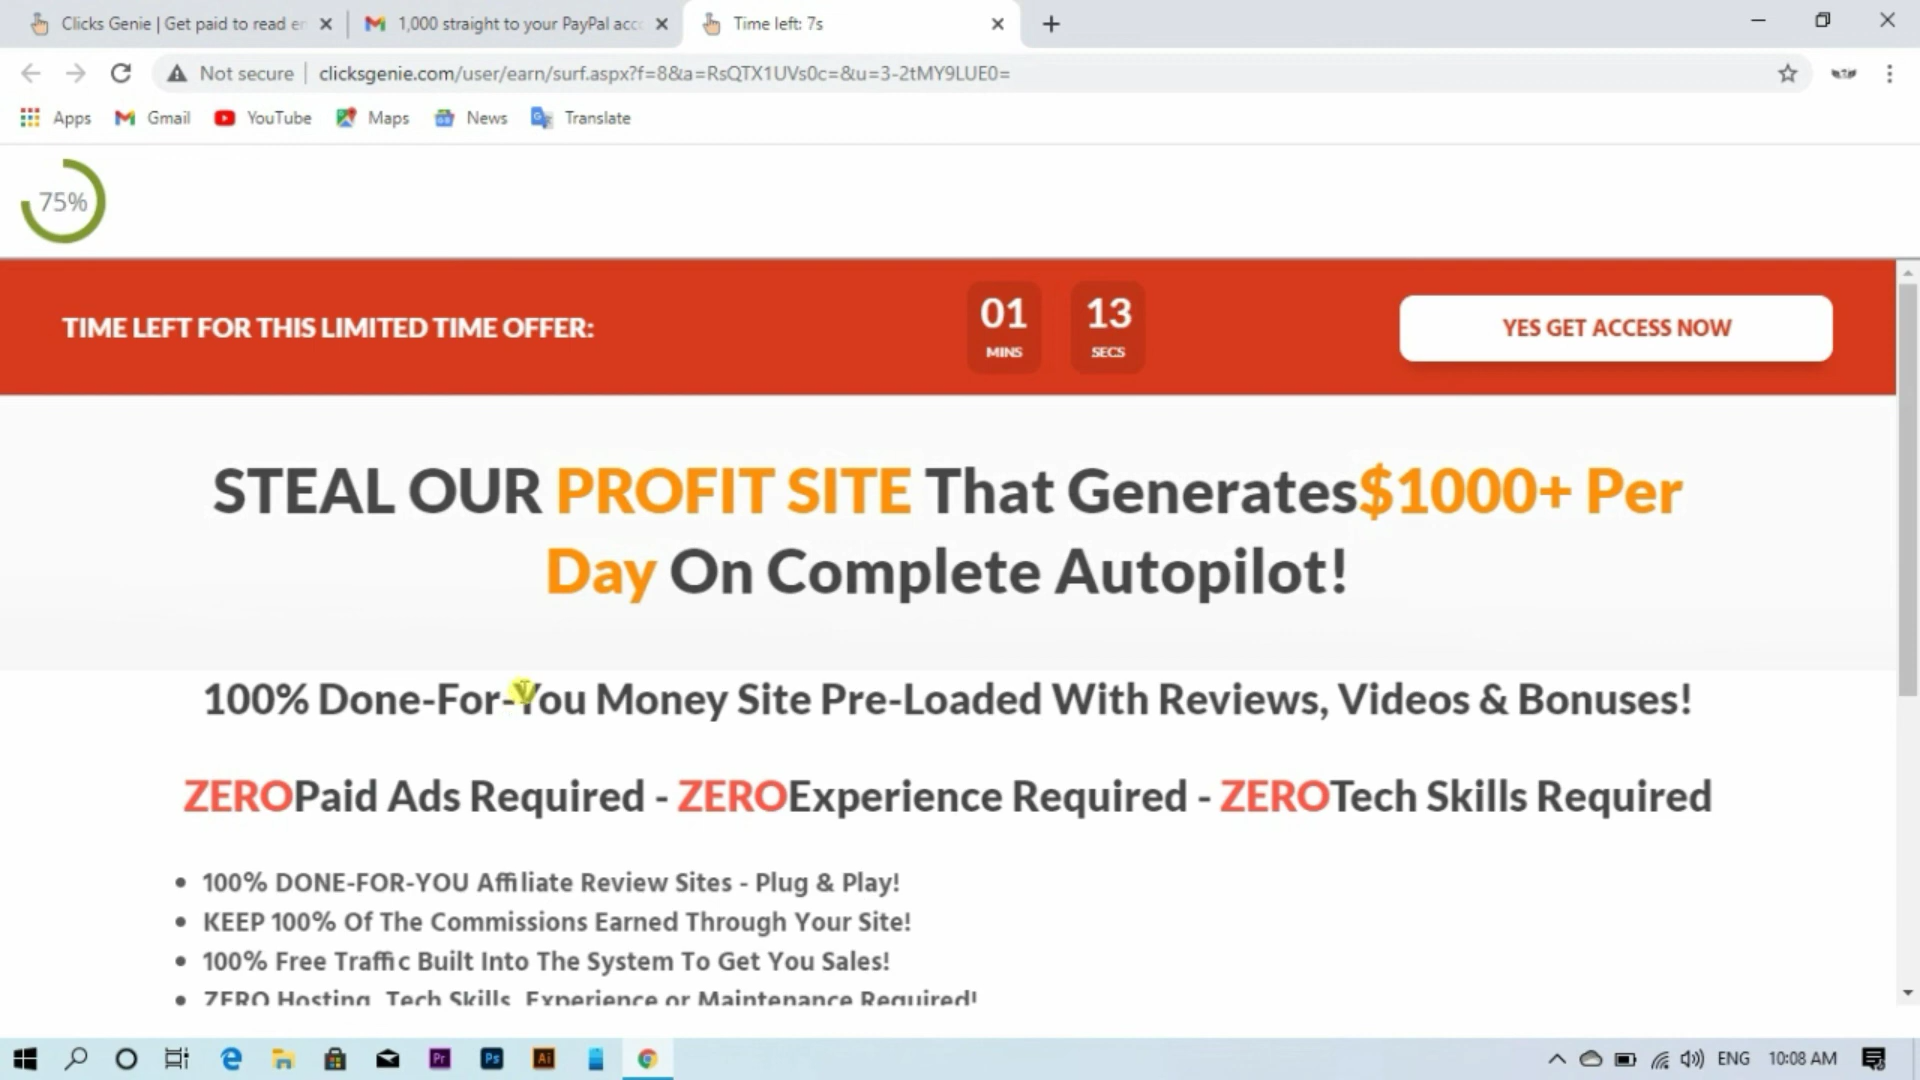 Clicks Genie | Get paid to read er
1,000 straight to your PayPal acc
Time left: 7s
Not secure
clicksgenie.com/user/earn/surf.aspx?f=8&a=RsQTX1UVs0c=&u=3-2tMY9LUE0=
Apps
Gmail
YouTube
Maps
News
Translate
75%
TIME LEFT FOR THIS LIMITED TIME OFFER:
01
MINS
13
SECS
YES GET ACCESS NOW
STEAL OUR PROFIT SITE That Generates$1000+ Per
Day On Complete Autopilot!
100% Done-For-You Money Site Pre-Loaded With Reviews, Videos & Bonuses!
ZEROPaid Ads Required - ZEROExperience Required - ZEROTech Skills Required
• 100% DONE-FOR-YOU Affiliate Review Sites - Plug & Play!
• KEEP 100% Of The Commissions Earned Through Your Site!
• 100% Free Traffic Built Into The System To Get You Sales!
• ZERO Hosting, Tech Skills, Experience or Maintenance Required!
Pr
Ps
Ai
ENG
10:08 AM